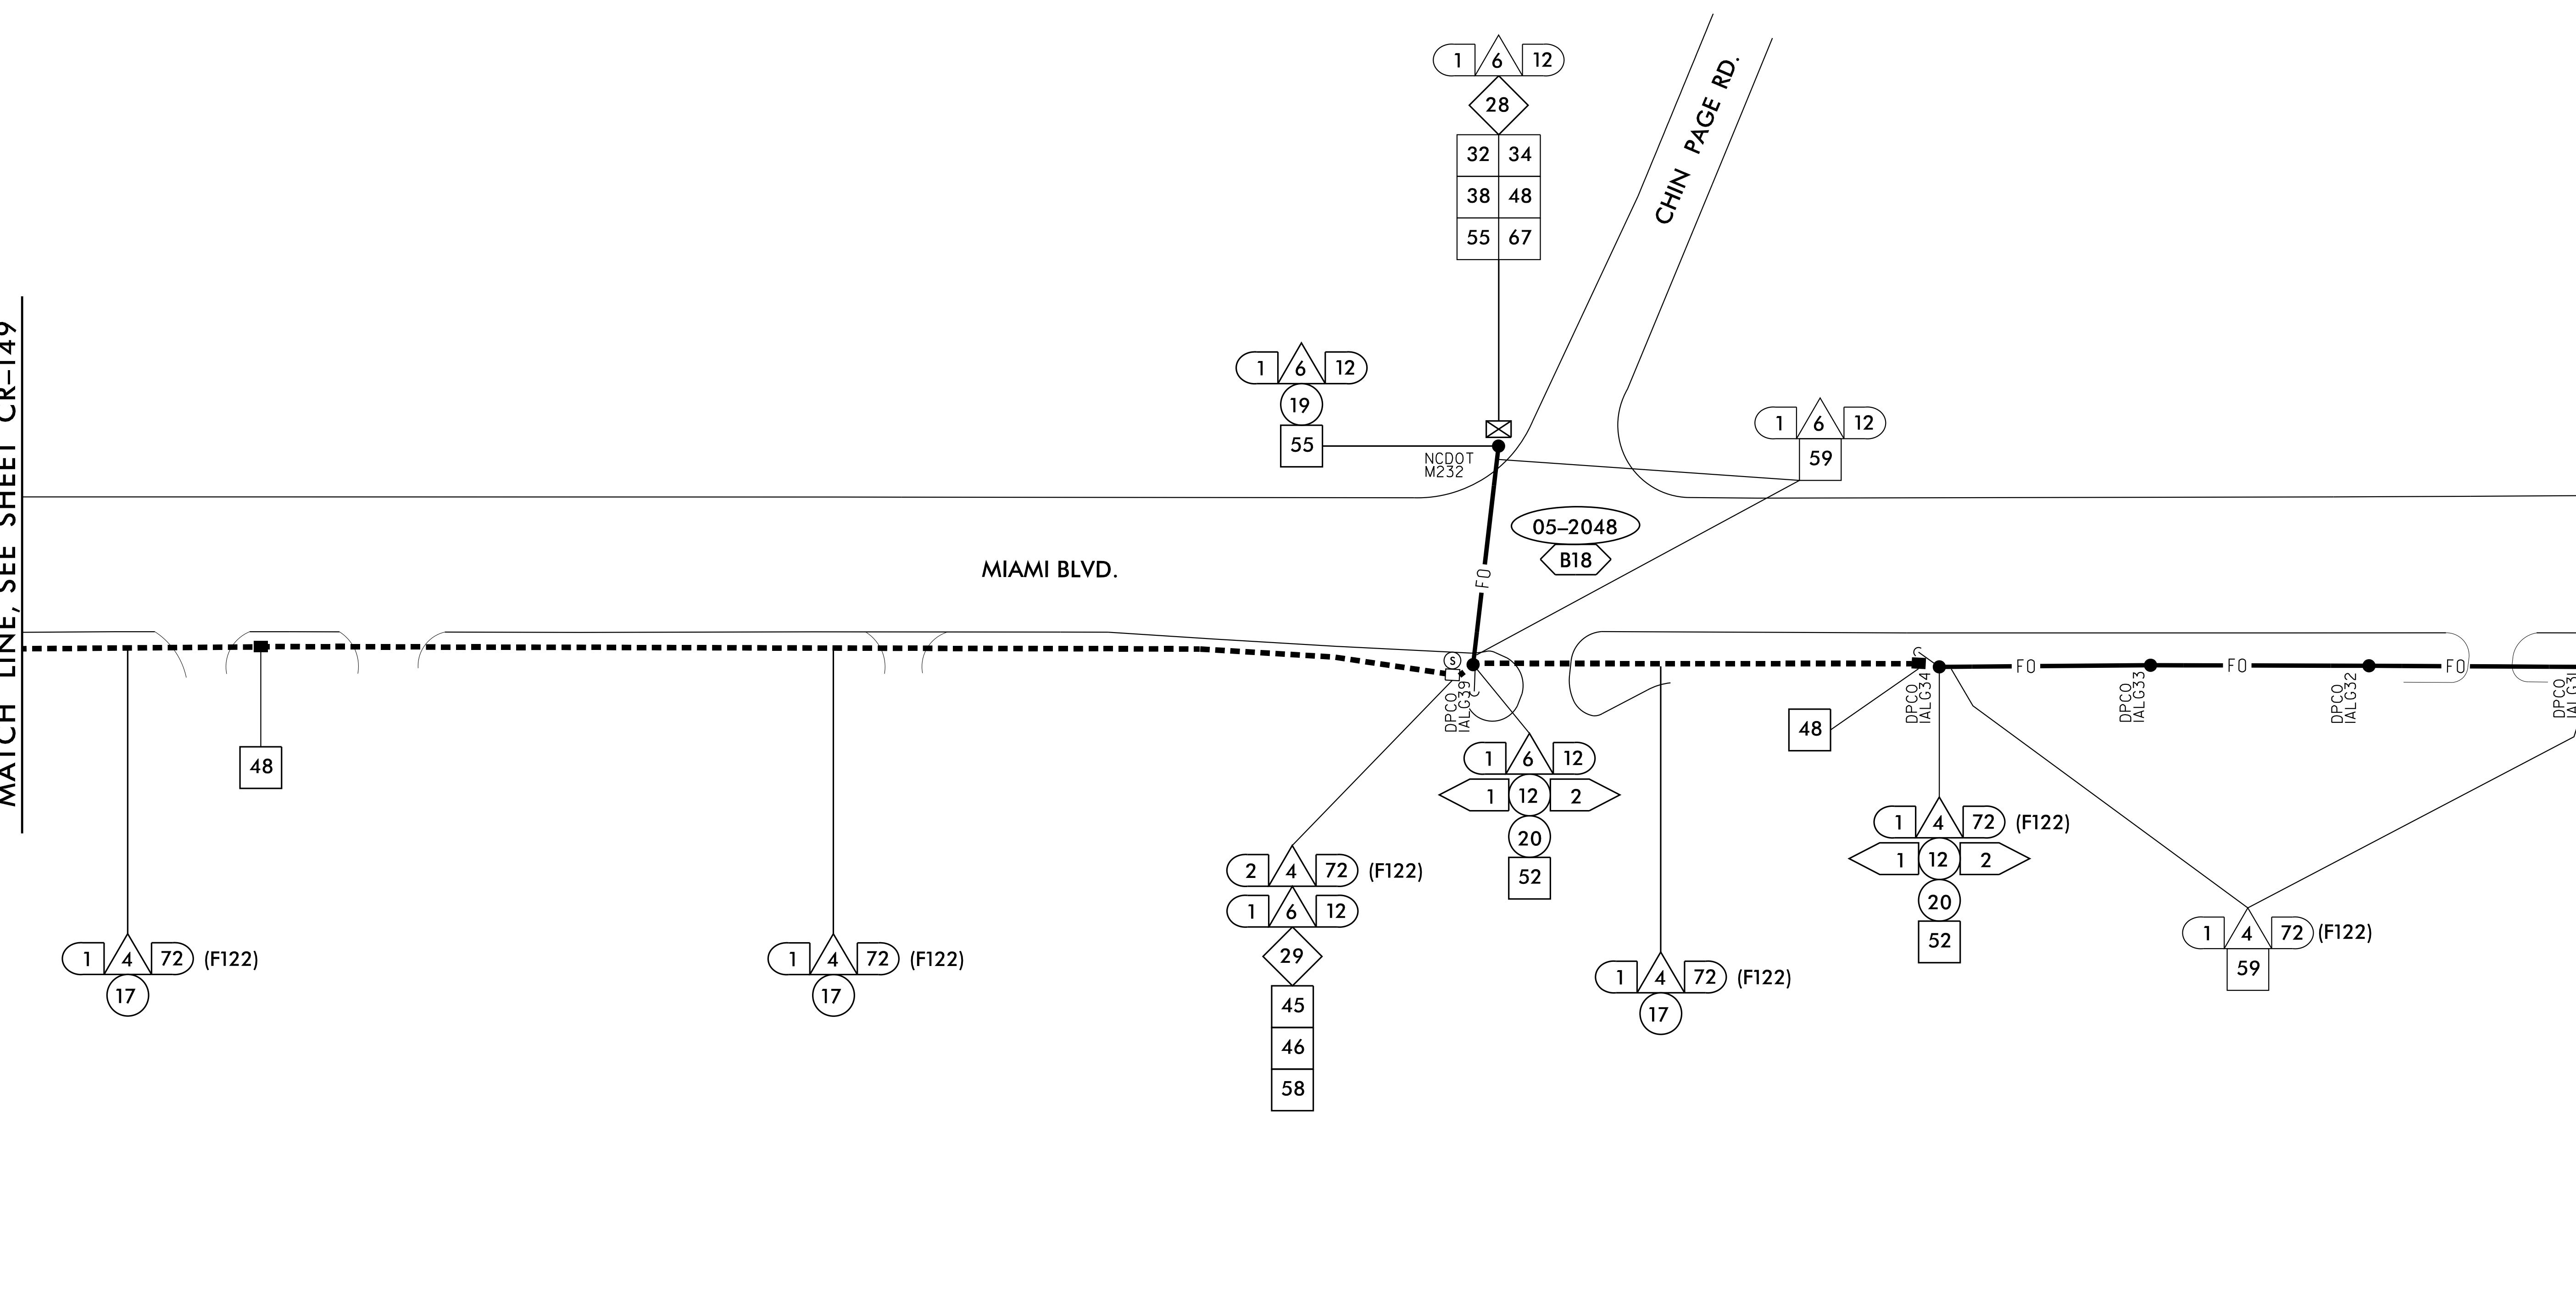 1 6 12
28
32 34
38 48
55 67
CHIN PAGE RD.
MATCH LINE, SEE SHEET CR–149
1 6 12
19
55
NCDOT
M232
1 6 12
59
05–2048
B18
MIAMI BLVD.
FO
S
DPCO
IALG39
FO
FO
FO
DPCO
IALG34
DPCO
IALG33
DPCO
IALG32
DPCO
48
48
1 6 12
1 12 2
20
52
1 4 72 (F122)
1 12 2
20
52
2 4 72 (F122)
1 6 12
29
45
46
58
1 4 72 (F122)
17
1 4 72 (F122)
17
1 4 72 (F122)
17
1 4 72 (F122)
59